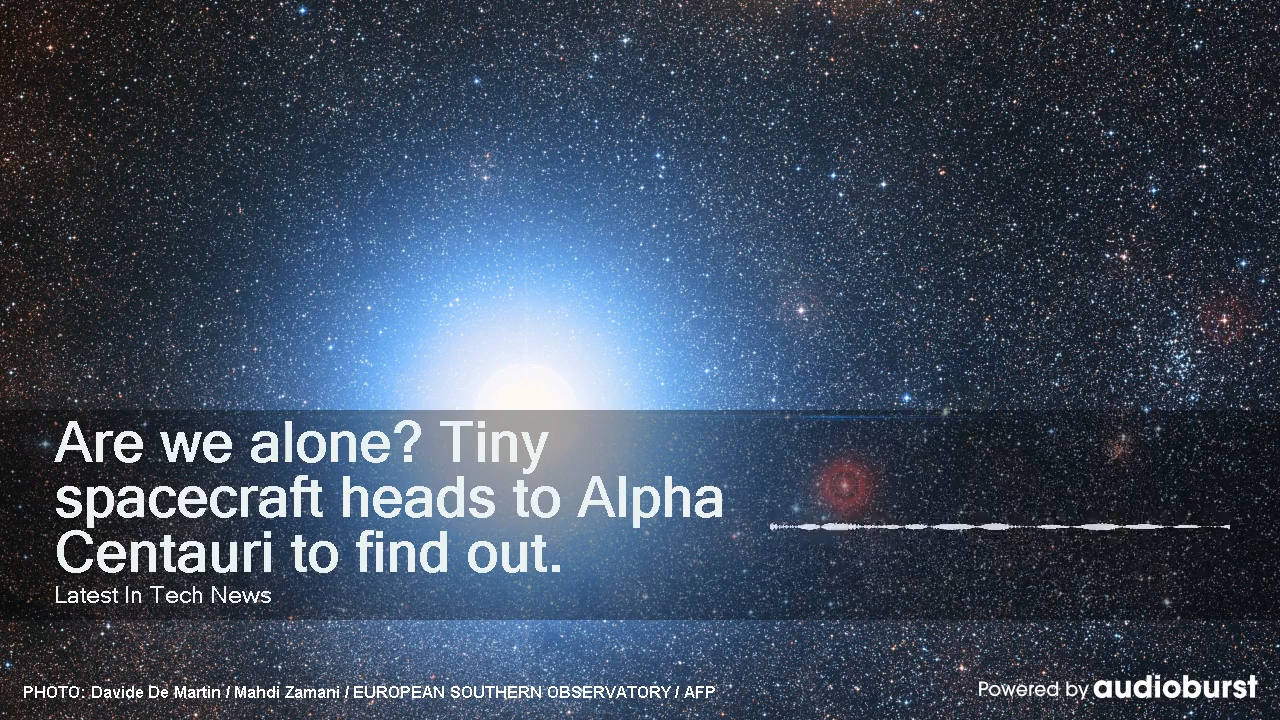 Are we alone? Tiny
spacecraft heads to Alpha
Centauri to find out.
Latest In Tech News
PHOTO: Davide De Martin / Mahdi Zamani / EUROPEAN SOUTHERN OBSERVATORY / AFP
Powered by audioburst